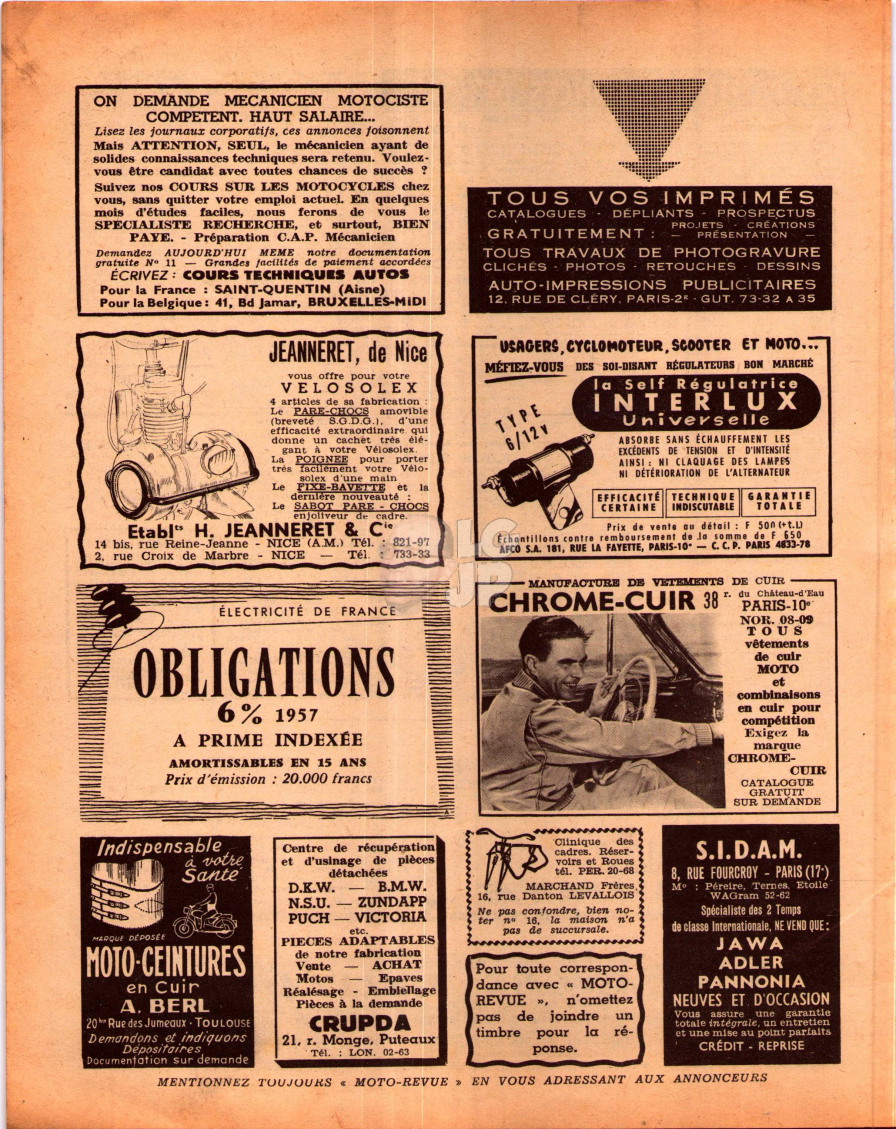 ON DEMANDE MECANICIEN MOTOCISTE
COMPETENT. HAUT SALAIRE...
Lisez les journaux corporatifs, ces annonces foisonnent
Mais ATTENTION, SEUL, le mécanicien ayant de
solides connaissances techniques sera retenu. Voulez-
vous être candidat avec toutes chances de succès ?
Suivez nos COURS SUR LES MOTOCYCLES chez
vous, sans quitter votre emploi actuel. En quelques
mois d'études faciles, nous ferons de vous le
SPECIALISTE RECHERCHE, et surtout, BIEN
PAYE. - Préparation C.A.P. Mécanicien
Demandez AUJOURD'HUI MEME notre documentation
gratuite Nº 11 — Grandes facilités de paiement accordées
ÉCRIVEZ : COURS TECHNIQUES AUTOS
Pour la France : SAINT-QUENTIN (Aisne)
Pour la Belgique : 41, Bd Jamar, BRUXELLES-MIDI
TOUS VOS IMPRIMÉS
CATALOGUES - DÉPLIANTS - PROSPECTUS
GRATUITEMENT : PROJETS - CRÉATIONS
— PRÉSENTATION —
TOUS TRAVAUX DE PHOTOGRAVURE
CLICHÉS - PHOTOS - RETOUCHES - DESSINS
AUTO-IMPRESSIONS PUBLICITAIRES
12, RUE DE CLÉRY, PARIS-2e - GUT. 73-32 A 35
JEANNERET, de Nice
vous offre pour votre
VELOSOLEX
4 articles de sa fabrication :
Le PARE-CHOCS amovible
(breveté S.G.D.G.), d'une
efficacité extraordinaire qui
donne un cachet très élé-
gant à votre Vélosolex.
La POIGNEE pour porter
très facilement votre Vélo-
solex d'une main
Le FIXE-BAVETTE et la
dernière nouveauté :
Le SABOT PARE - CHOCS
enjoliveur de cadre.
Etablts H. JEANNERET & Cie
14 bis, rue Reine-Jeanne - NICE (A.M.) Tél. : 821-97
2, rue Croix de Marbre - NICE — Tél. : 733-33
USAGERS, CYCLOMOTEUR, SCOOTER ET MOTO...
MÉFIEZ-VOUS DES SOI-DISANT RÉGULATEURS BON MARCHÉ
la Self Régulatrice
INTERLUX
Universelle
TYPE
6/12v
ABSORBE SANS ÉCHAUFFEMENT LES
EXCÉDENTS DE TENSION ET D'INTENSITÉ
AINSI : NI CLAQUAGE DES LAMPES
NI DÉTÉRIORATION DE L'ALTERNATEUR
EFFICACITÉ CERTAINE
TECHNIQUE INDISCUTABLE
GARANTIE TOTALE
Prix de vente au détail : F 500 (+ t.l.)
Échantillons contre remboursement de la somme de F 650
AFCO S.A. 181, RUE LA FAYETTE, PARIS-10e — C.C.P. PARIS 4833-78
DLC
JP
ÉLECTRICITÉ DE FRANCE
OBLIGATIONS
6% 1957
A PRIME INDEXÉE
AMORTISSABLES EN 15 ANS
Prix d'émission : 20.000 francs
MANUFACTURE DE VETEMENTS DE CUIR
CHROME-CUIR 38 r. du Château-d'Eau
PARIS-10e
NOR. 08-09
TOUS
vêtements
de cuir
MOTO
et
combinaisons
en cuir pour
compétition
Exigez la
marque
CHROME-
CUIR
CATALOGUE
GRATUIT
SUR DEMANDE
Indispensable
à votre
Santé
MARQUE DÉPOSÉE
MOTO-CEINTURES
en Cuir
A. BERL
20bis Rue des Jumeaux - TOULOUSE
Demandons et indiquons
Dépositaires
Documentation sur demande
Centre de récupération
et d'usinage de pièces
détachées
D.K.W. — B.M.W.
N.S.U. — ZUNDAPP
PUCH — VICTORIA
etc.
PIECES ADAPTABLES
de notre fabrication
Vente — ACHAT
Motos — Epaves
Réalésage - Embiellage
Pièces à la demande
CRUPDA
21, r. Monge, Puteaux
Tél. : LON. 02-63
Clinique des
cadres. Réser-
voirs et Roues
tél. PER. 20-68
MARCHAND Frères
16, rue Danton LEVALLOIS
Ne pas confondre, bien no-
ter nº 16, la maison n'a
pas de succursale.
Pour toute correspon-
dance avec « MOTO-
REVUE », n'omettez
pas de joindre un
timbre pour la ré-
ponse.
S.I.D.A.M.
8, RUE FOURCROY - PARIS (17e)
Mo : Péreire, Ternes, Etoile
WAGram 52-62
Spécialiste des 2 Temps
de classe Internationale, NE VEND QUE :
JAWA
ADLER
PANNONIA
NEUVES ET D'OCCASION
Vous assure une garantie
totale intégrale, un entretien
et une mise au point parfaits
CRÉDIT - REPRISE
MENTIONNEZ TOUJOURS « MOTO-REVUE » EN VOUS ADRESSANT AUX ANNONCEURS